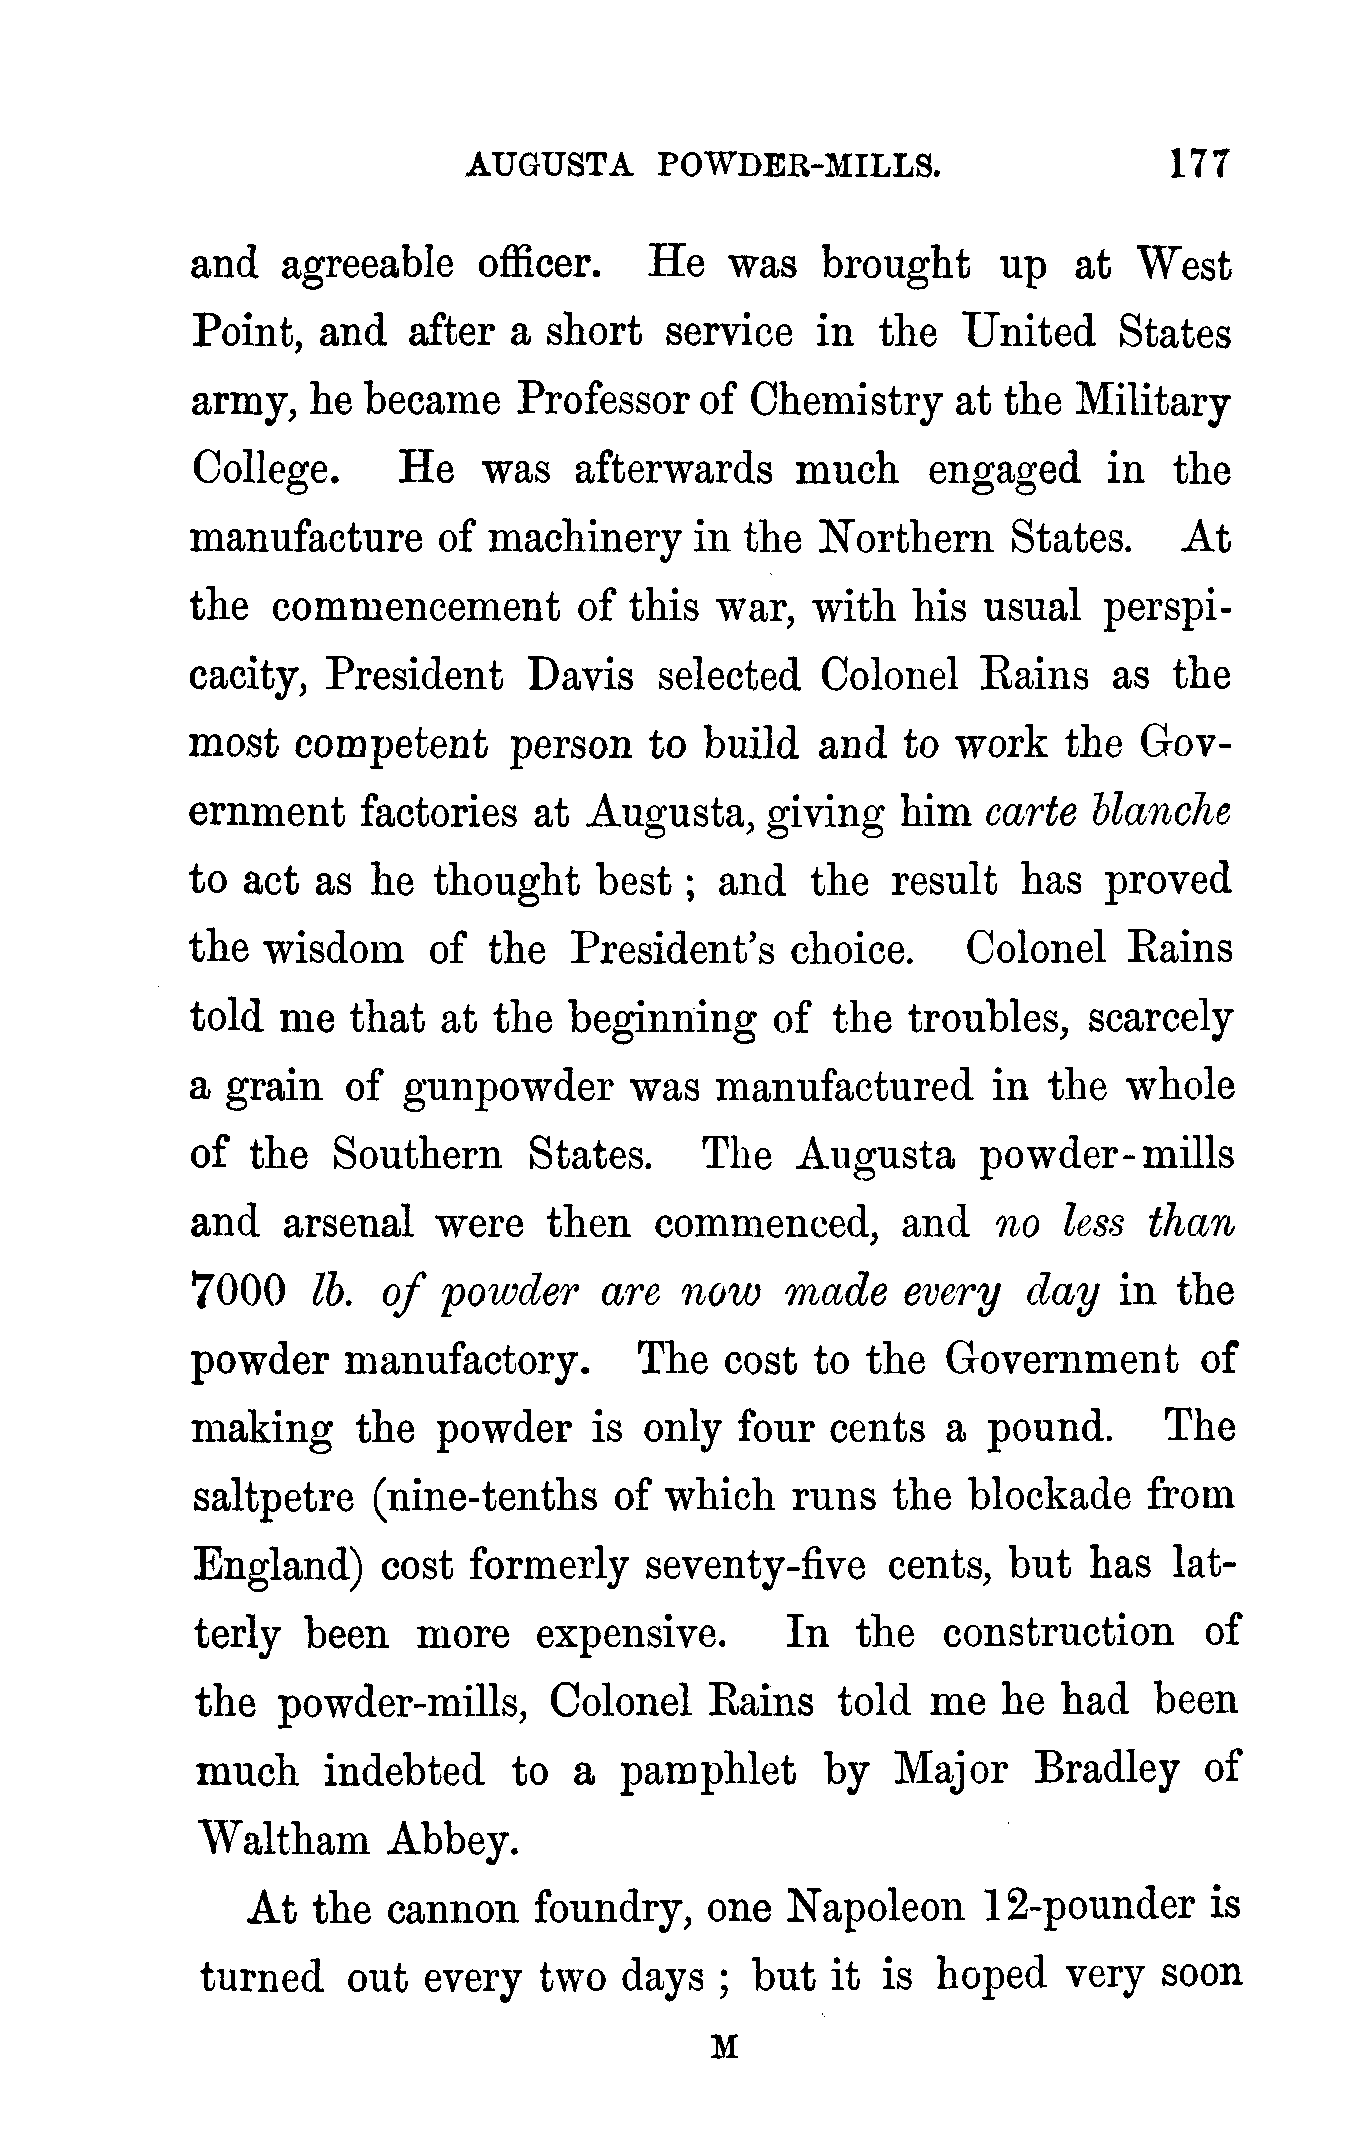 AUGUSTA POWDER-MILLS. 177
and agreeable officer. He was brought up at West
Point, and after a short service in the United States
army, he became Professor of Chemistry at the Military
College. He was afterwards much engaged in the
manufacture of machinery in the Northern States. At
the commencement of this war, with his usual perspi-
cacity, President Davis selected Colonel Rains as the
most competent person to build and to work the Gov-
ernment factories at Augusta, giving him carte blanche
to act as he thought best ; and the result has proved
the wisdom of the President's choice. Colonel Rains
told me that at the beginning of the troubles, scarcely
a grain of gunpowder was manufactured in the whole
of the Southern States. The Augusta powder-mills
and arsenal were then commenced, and no less than
7000 lb. of powder are now made every day in the
powder manufactory. The cost to the Government of
making the powder is only four cents a pound. The
saltpetre (nine-tenths of which runs the blockade from
England) cost formerly seventy-five cents, but has lat-
terly been more expensive. In the construction of
the powder-mills, Colonel Rains told me he had been
much indebted to a pamphlet by Major Bradley of
Waltham Abbey.
At the cannon foundry, one Napoleon 12-pounder is
turned out every two days ; but it is hoped very soon
M